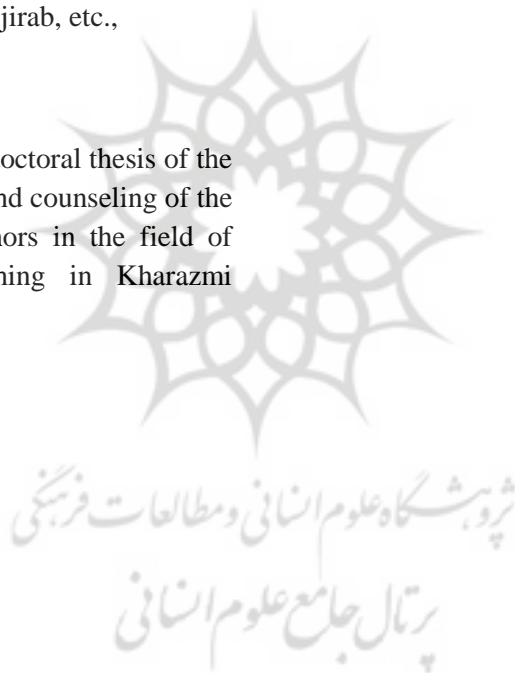 jirab, etc.,
octoral thesis of the
nd counseling of the
hors in the field of
ning in Kharazmi
پژوهشگاه علوم انسانی و مطالعات فرهنگی
پرتال جامع علوم انسانی